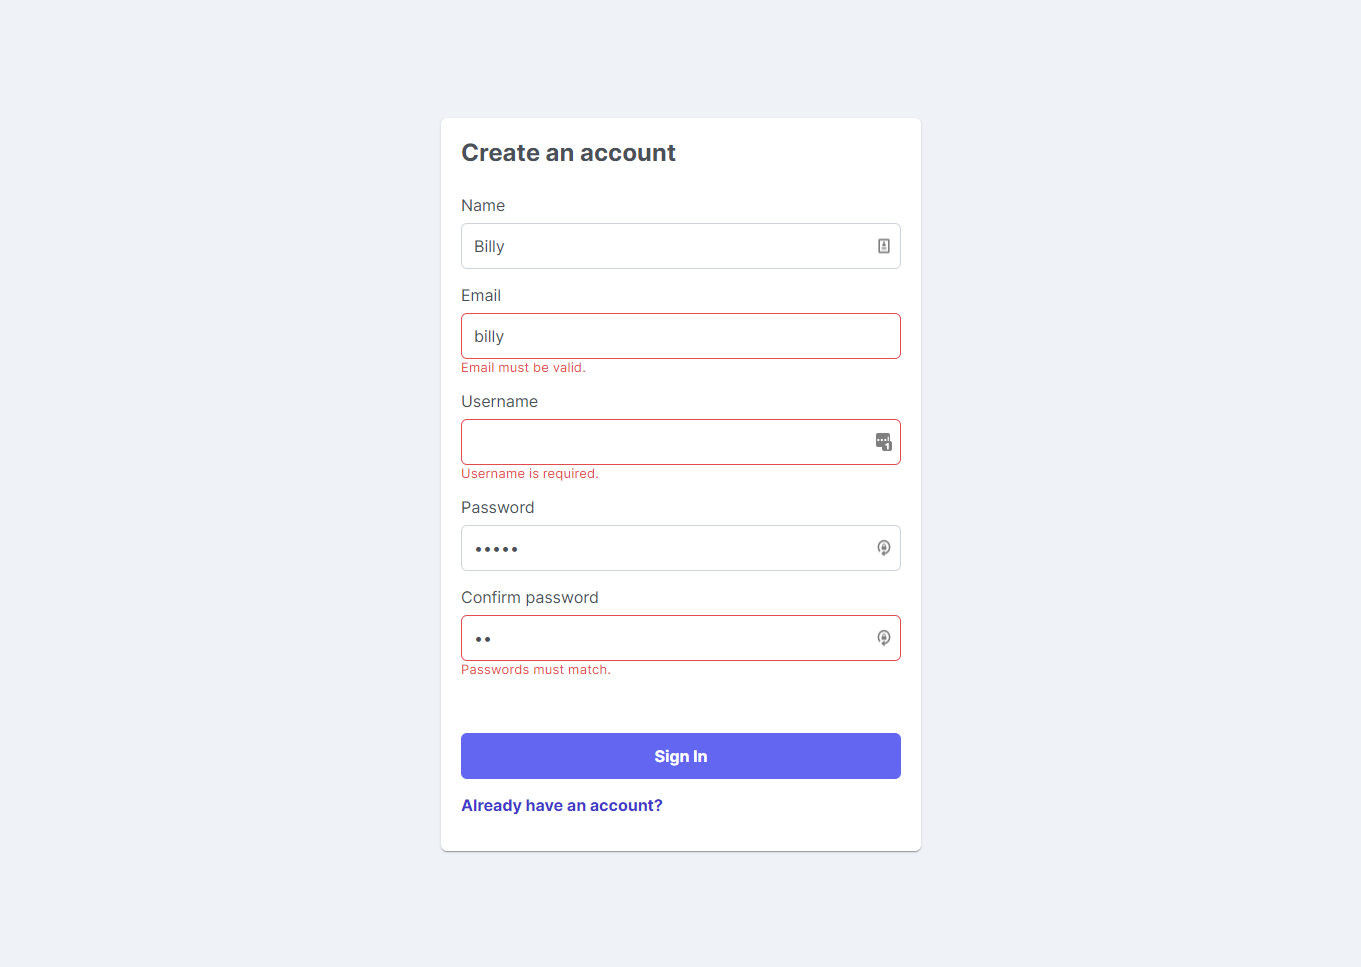 Create an account
Name
Billy
Email
billy
Email must be valid.
Username
1
Username is required.
Password
•••••
Confirm password
••
Passwords must match.
Sign In
Already have an account?